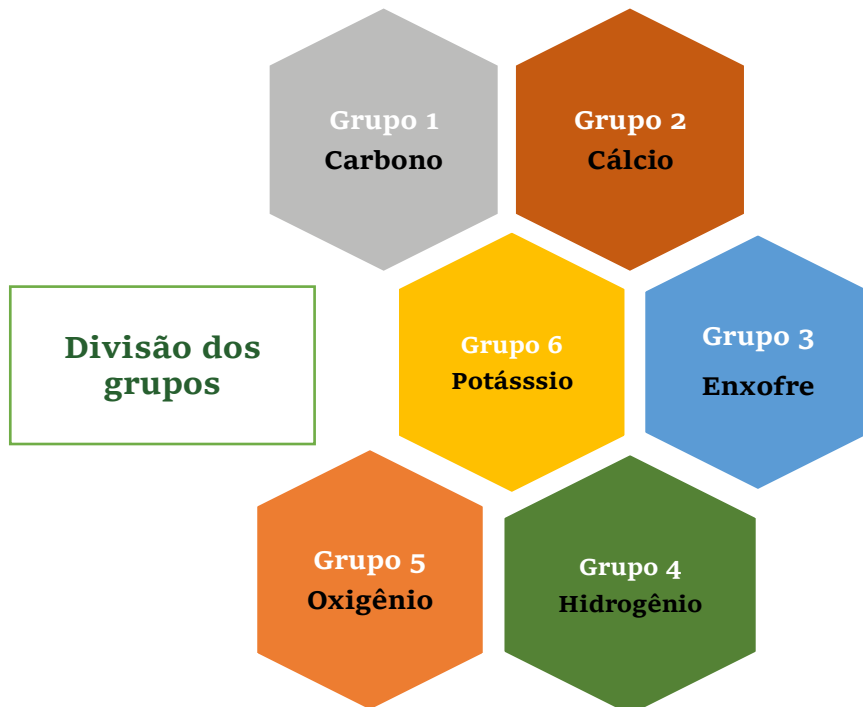 Grupo 1
Carbono
Grupo 2
Cálcio
Divisão dos
grupos
Grupo 6
Potásssio
Grupo 3
Enxofre
Grupo 5
Oxigênio
Grupo 4
Hidrogênio